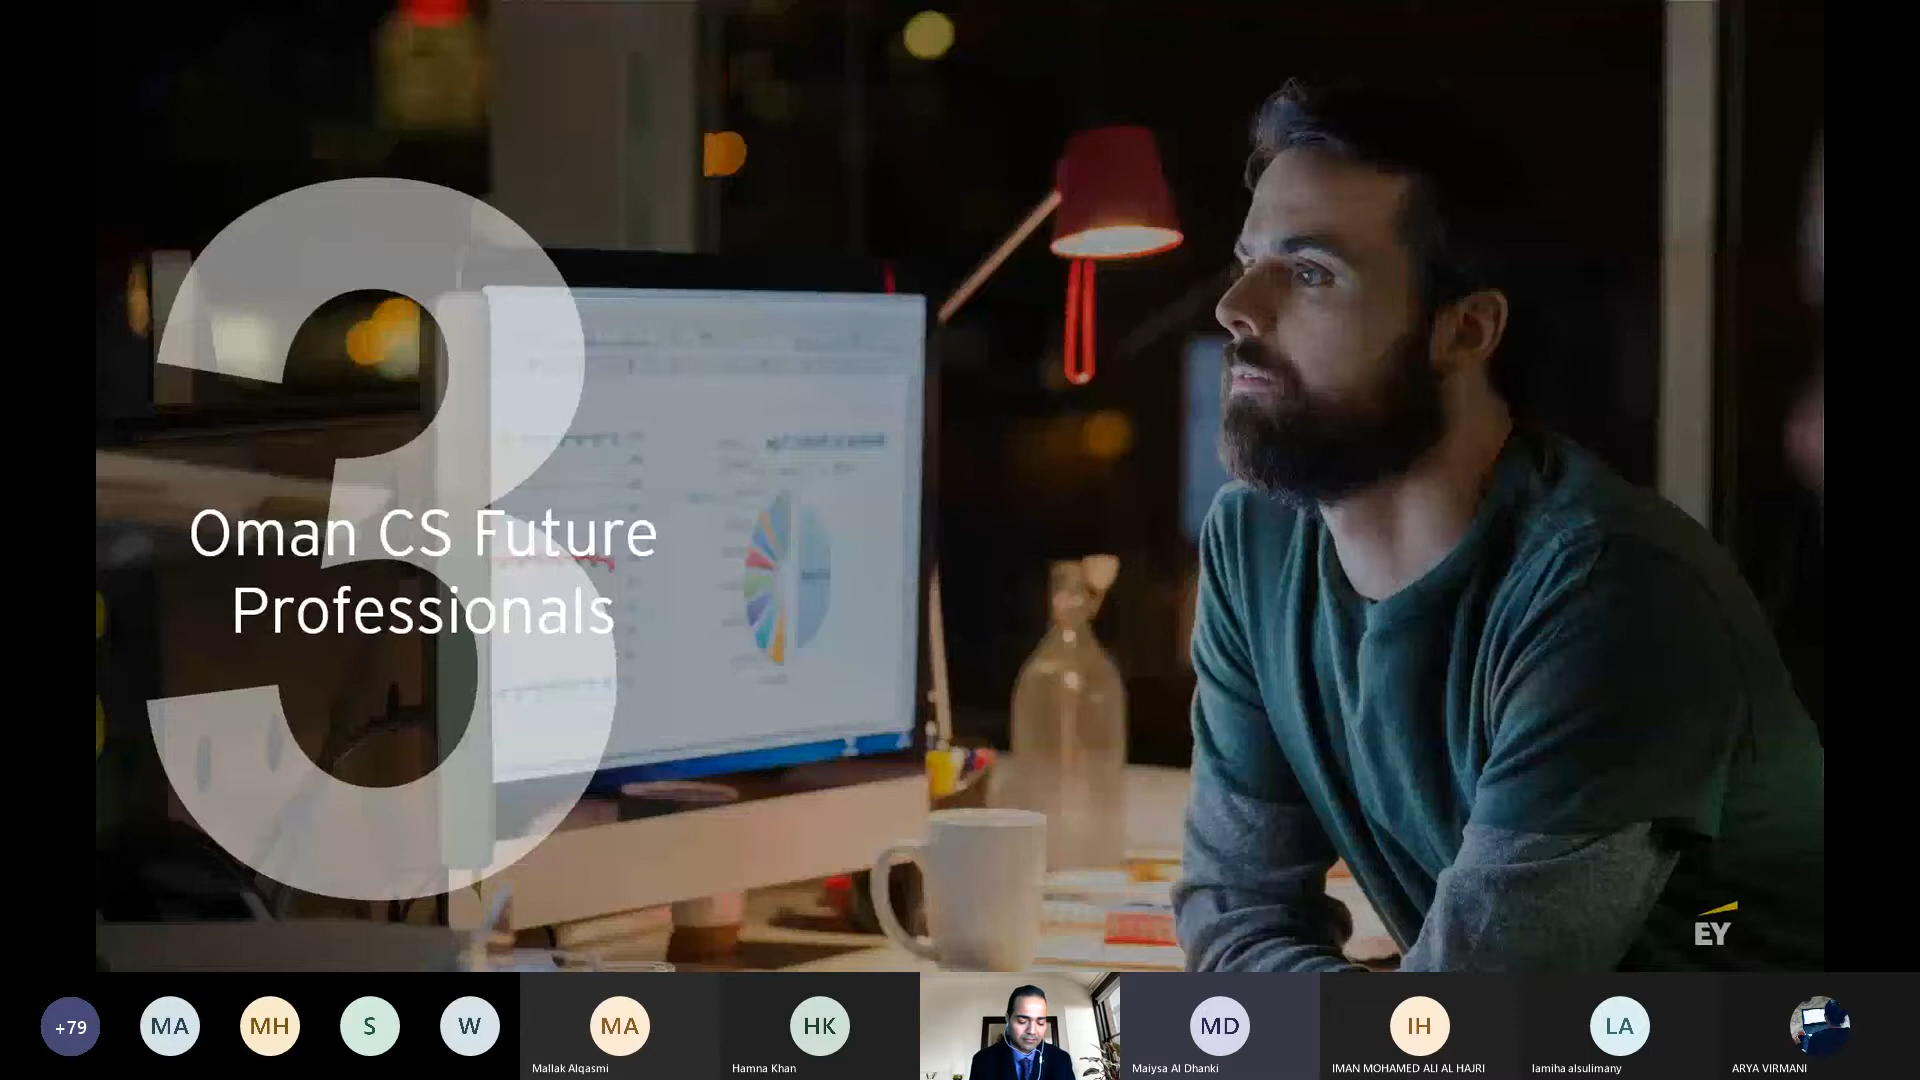 3
Oman CS Future
Professionals
EY
+79
MA
MH
S
W
MA
Mallak Alqasmi
HK
Hamna Khan
MD
Maiysa Al Dhanki
IH
IMAN MOHAMED ALI AL HAJRI
LA
lamiha alsulimany
ARYA VIRMANI